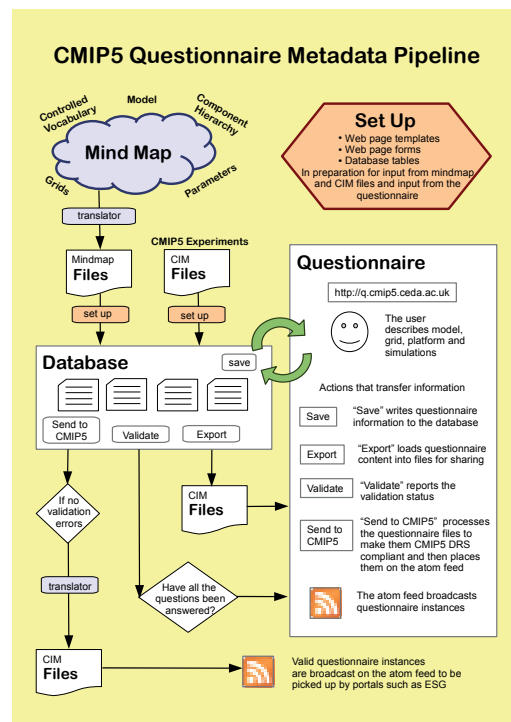 CMIP5 Questionnaire Metadata Pipeline
Controlled
Vocabulary
Model
Component
Hierarchy
Mind Map
Grids
Parameters
Set Up
• Web page templates
• Web page forms
• Database tables
In preparation for input from mindmap
and CIM files and input from the
questionnaire
translator
CMIP5 Experiments
Mindmap
Files
CIM
Files
set up
set up
Questionnaire
http://q.cmip5.ceda.ac.uk
The user
describes model,
grid, platform and
simulations
Database
save
Send to
CMIP5
Validate
Export
Actions that transfer information
Save
“Save” writes questionnaire
information to the database
Export
“Export” loads questionnaire
content into files for sharing
Validate
“Validate” reports the
validation status
Send to
CMIP5
“Send to CMIP5” processes
the questionnaire files to
make them CMIP5 DRS
compliant and then places
them on the atom feed
The atom feed broadcasts
questionnaire instances
CIM
Files
If no
validation
errors
translator
Have all the
questions been
answered?
CIM
Files
Valid questionnaire instances
are broadcast on the atom feed to be
picked up by portals such as ESG